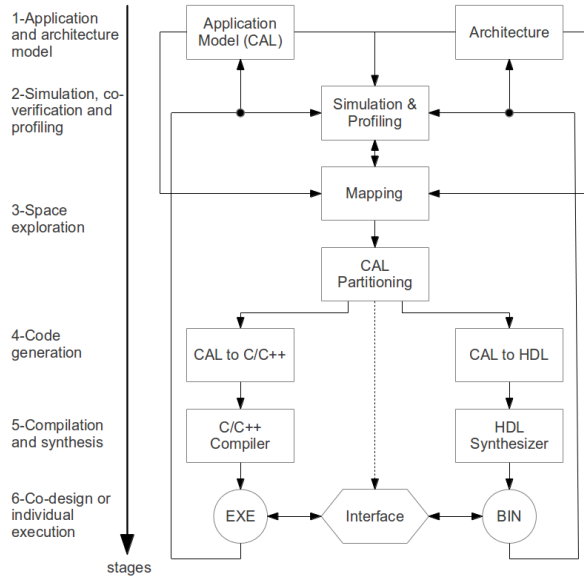 1-Application
and architecture
model
Application
Model (CAL)
Architecture
2-Simulation, co-
verification and
profiling
Simulation &
Profiling
Mapping
3-Space
exploration
CAL
Partitioning
4-Code
generation
CAL to C/C++
CAL to HDL
5-Compilation
and synthesis
C/C++
Compiler
HDL
Synthesizer
6-Co-design or
individual
execution
EXE
Interface
BIN
stages